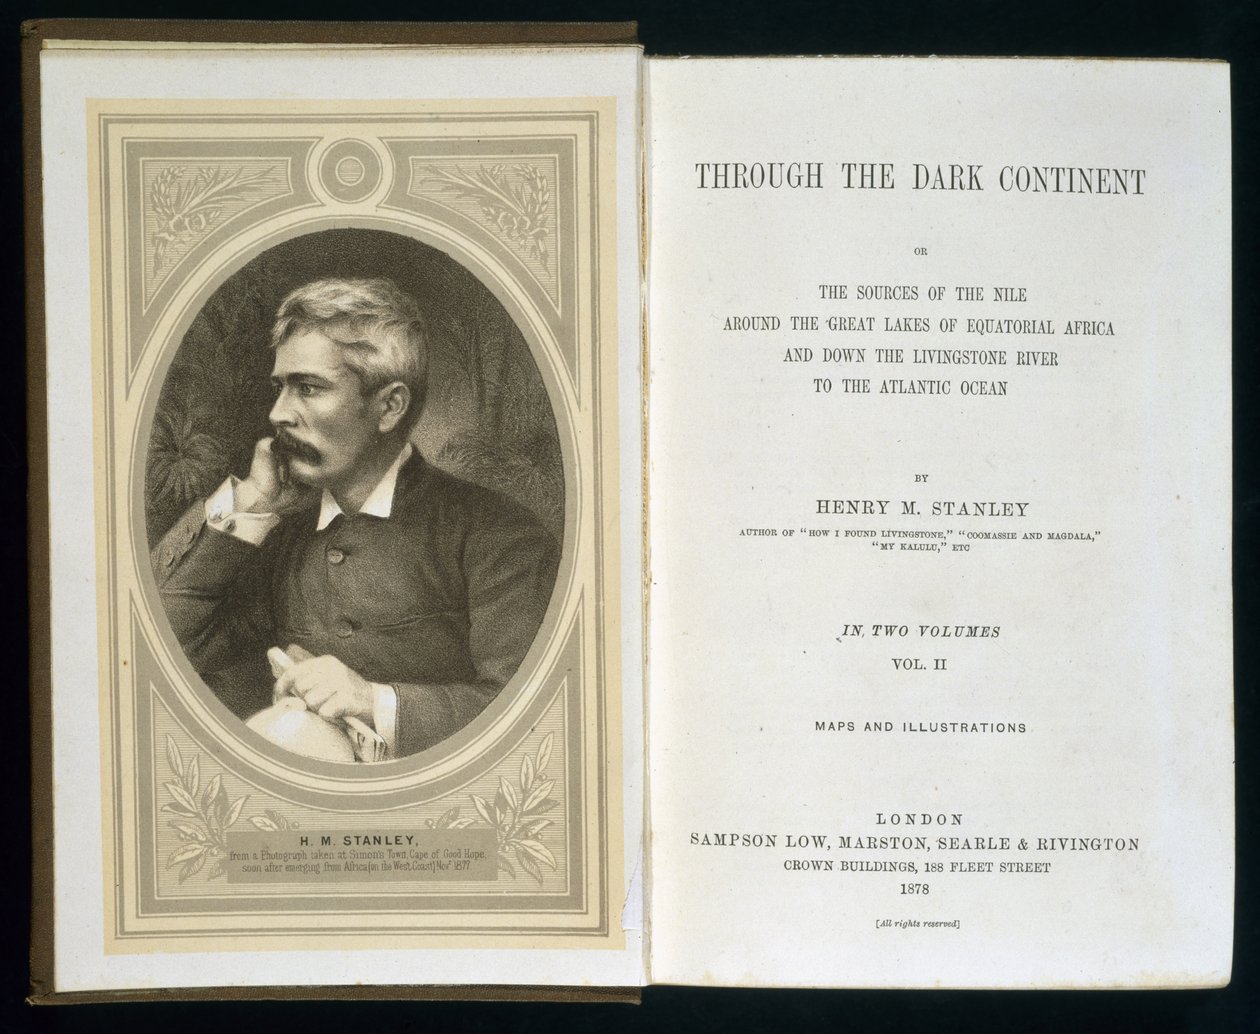 H. M. STANLEY,
from a Photograph taken at Simon's Town, Cape of Good Hope,
soon after emerging from Africa (on the West Coast) Novr 1877.
THROUGH THE DARK CONTINENT
OR
THE SOURCES OF THE NILE
AROUND THE GREAT LAKES OF EQUATORIAL AFRICA
AND DOWN THE LIVINGSTONE RIVER
TO THE ATLANTIC OCEAN
BY
HENRY M. STANLEY
AUTHOR OF "HOW I FOUND LIVINGSTONE," "COOMASSIE AND MAGDALA,"
"MY KALULU," ETC
IN TWO VOLUMES
VOL. II
MAPS AND ILLUSTRATIONS
LONDON
SAMPSON LOW, MARSTON, SEARLE & RIVINGTON
CROWN BUILDINGS, 188 FLEET STREET
1878
[All rights reserved]